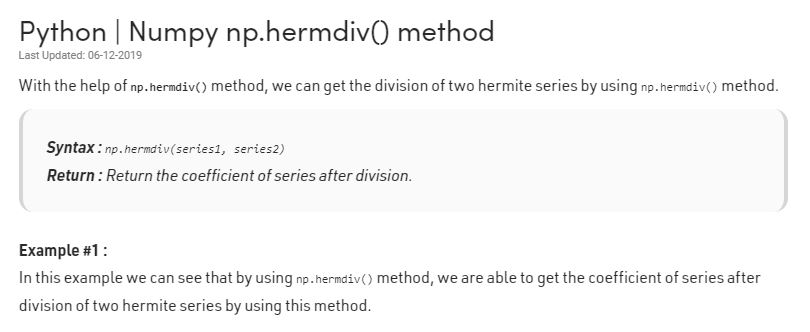 Python | Numpy np.hermdiv() method
Last Updated: 06-12-2019
With the help of np.hermdiv() method, we can get the division of two hermite series by using np.hermdiv() method.
Syntax : np.hermdiv(series1, series2)
Return : Return the coefficient of series after division.
Example #1 :
In this example we can see that by using np.hermdiv() method, we are able to get the coefficient of series after
division of two hermite series by using this method.